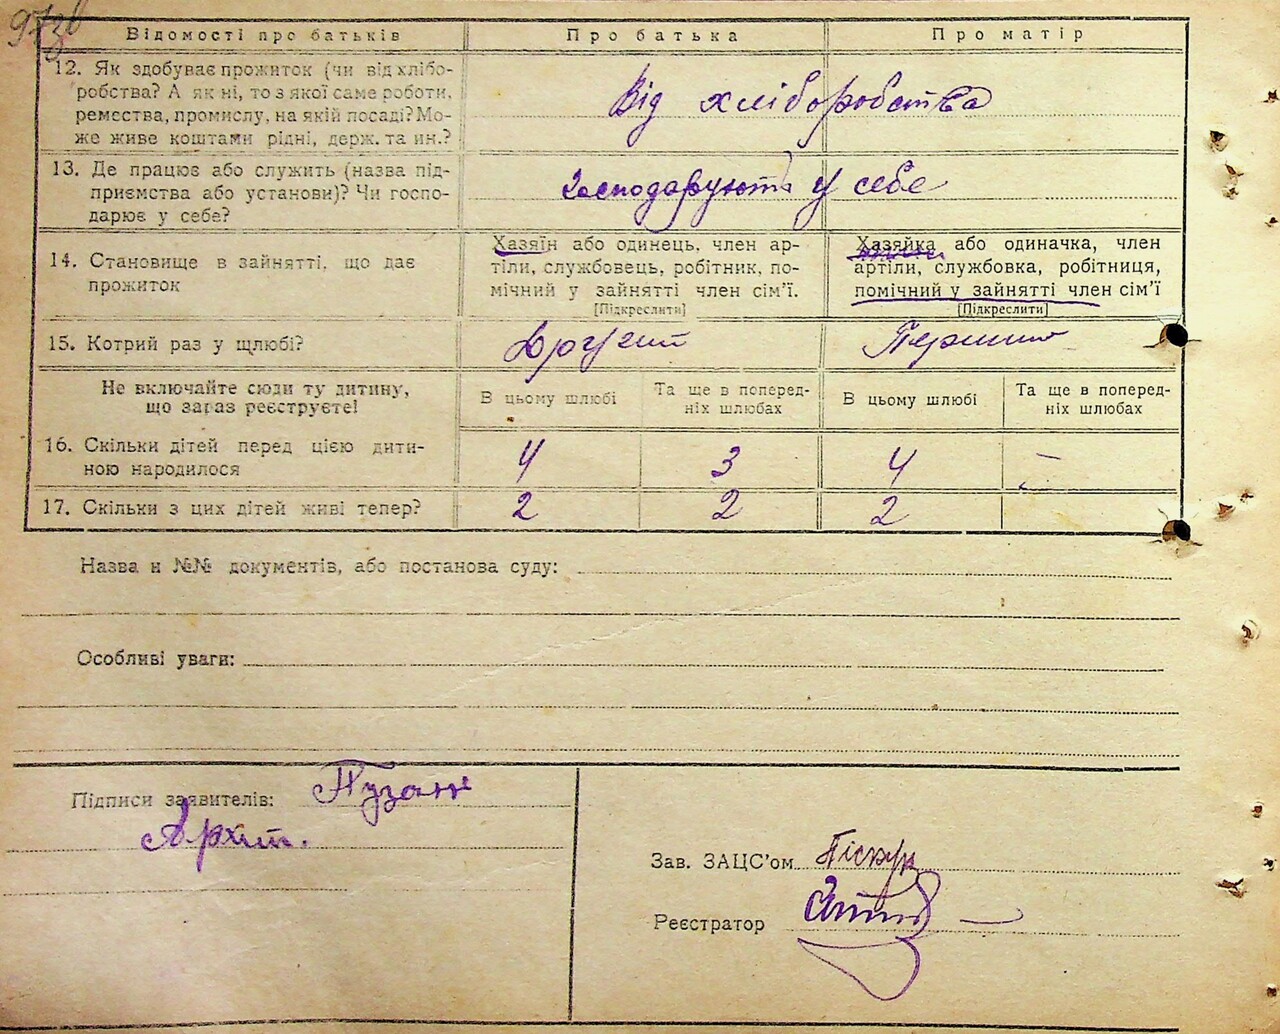 Відомості про батьків Про батька Про матір
12. Як здобуває прожиток (чи від хлібо-
робства? А як ні, то з якої саме роботи,
ремества, промислу, на якій посаді? Мо-
же живе коштами рідні, держ. та ин.?
Від хліборобства
13. Де працює або служить (назва під-
приємства або установи)? Чи госпо-
дарює у себе?
Господарують у себе
14. Становище в зайнятті, що дає
прожиток
Хазяїн або одинець, член ар-
тіли, службовець, робітник, по-
мічний у зайнятті член сім’ї.
[Підкреслити]
Хазяйка або одиначка, член
артіли, службовка, робітниця,
помічний у зайнятті член сім’ї
[Підкреслити]
15. Котрий раз у щлюбі? Другий Перший
Не включайте сюди ту дитину,
що зараз реєструєте!
В цьому шлюбі
Та ще в поперед-
ніх шлюбах
В цьому шлюбі
Та ще в поперед-
ніх шлюбах
16. Скільки дітей перед цією дити-
ною народилося
4 3 4 —
17. Скільки з цих дітей живі тепер? 2 2 2
Назва и №№ документів, або постанова суду:
Особливі уваги:
Підписи заявителів: Пузан
Архип.
Зав. ЗАЦС’ом Піскун
Реєстратор